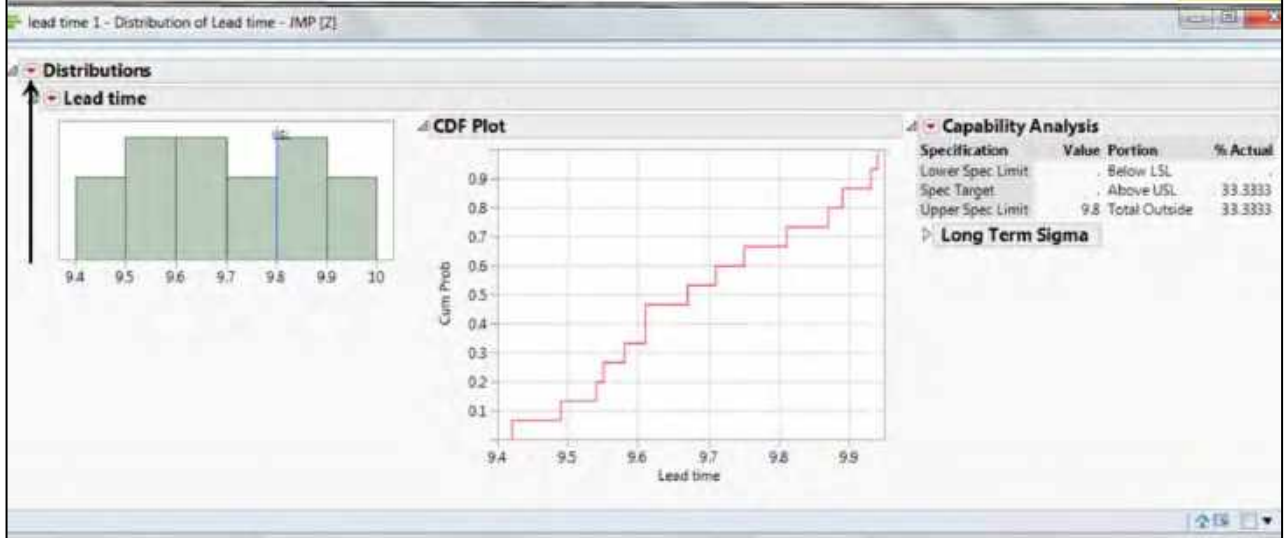 lead time 1 - Distribution of Lead time - JMP [2]
Distributions
Lead time
9.4 9.5 9.6 9.7 9.8 9.9 10
CDF Plot
Cum Prob
0.9
0.8
0.7
0.6
0.5
0.4
0.3
0.2
0.1
9.4 9.5 9.6 9.7 9.8 9.9
Lead time
Capability Analysis
Specification Value Portion % Actual
Lower Spec Limit . Below LSL .
Spec Target . Above USL 33.3333
Upper Spec Limit 9.8 Total Outside 33.3333
Long Term Sigma